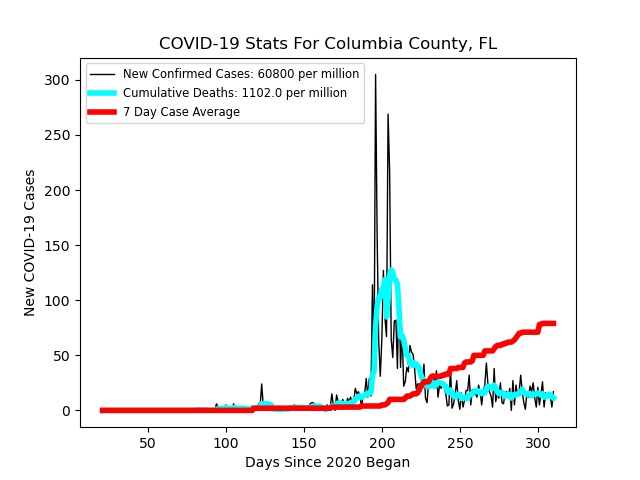 COVID-19 Stats For Columbia County, FL
New Confirmed Cases: 60800 per million
Cumulative Deaths: 1102.0 per million
7 Day Case Average
New COVID-19 Cases
300
250
200
150
100
50
0
50 100 150 200 250 300
Days Since 2020 Began